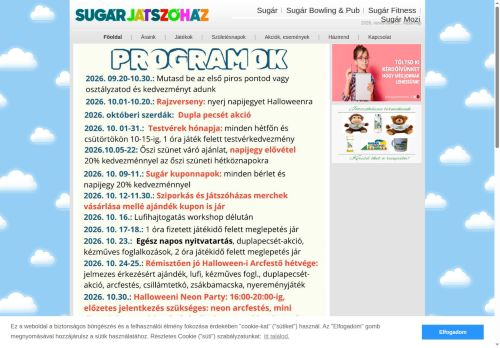 SUGÁR JÁTSZÓHÁZ
Sugár | Sugár Bowling & Pub | Sugár Fitness |
Sugár Mozi
Főoldal | Áraink | Játékok | Születésnapok | Akciók, események | Házirend | Kapcsolat
PROGRAMOK
2026. 09.20-10.30.: Mutasd be az első piros pontod vagy
osztályzatod és kedvezményt adunk
2026. 10.01-10.20.: Rajzverseny: nyerj napijegyet Halloweenra
2026. októberi szerdák: Dupla pecsét akció
2026. 10. 01-31.: Testvérek hónapja: minden hétfőn és
csütörtökön 10-15-ig, 1 óra játék felett testvérkedvezmény
2026.10.05-22: Őszi szünet váró ajánlat, napijegy elővétel
20% kedvezménnyel az őszi szüneti hétköznapokra
2026. 10. 09-11.: Sugár kuponnapok: minden bérlet és
napijegy 20% kedvezménnyel
2026. 10. 12-11.30.: Sziporkás és Játszóházas merchek
vásárlása mellé ajándék kupon is jár
2026. 10. 16.: Lufihajtogatás workshop délután
2026. 10. 17-18.: 1 óra fizetett játékidő felett meglepetés jár
2026. 10. 23.: Egész napos nyitvatartás, duplapecsét-akció,
kézműves foglalkozások, 2 óra játékidő felett meglepetés jár
2026. 10. 24-25.: Rémisztően jó Halloween-i Arcfestő hétvége:
jelmezes érkezésért ajándék, lufi, kézműves fogl., duplapecsét-
akció, arcfestés, csillámtetkó, zsákbamacska, nyereményjáték
2026. 10.30.: Halloweeni Neon Party: 16:00-20:00-ig,
előzetes jelentkezés szükséges: neon arcfestés, mini
TÖLTSD KI
KÉRDŐÍVÜNKET
HOGY MÉG JOBBAK
LEHESSÜNK!
Ez a weboldal a biztonságos böngészés és a felhasználói élmény fokozása érdekében "cookie-kat" ("sütiket") használ. Az "Elfogadom" gomb
megnyomásával hozzájárulsz a sütik használatához. Részletes Cookie ("süti") szabályzatunkat: itt találod.
Elfogadom